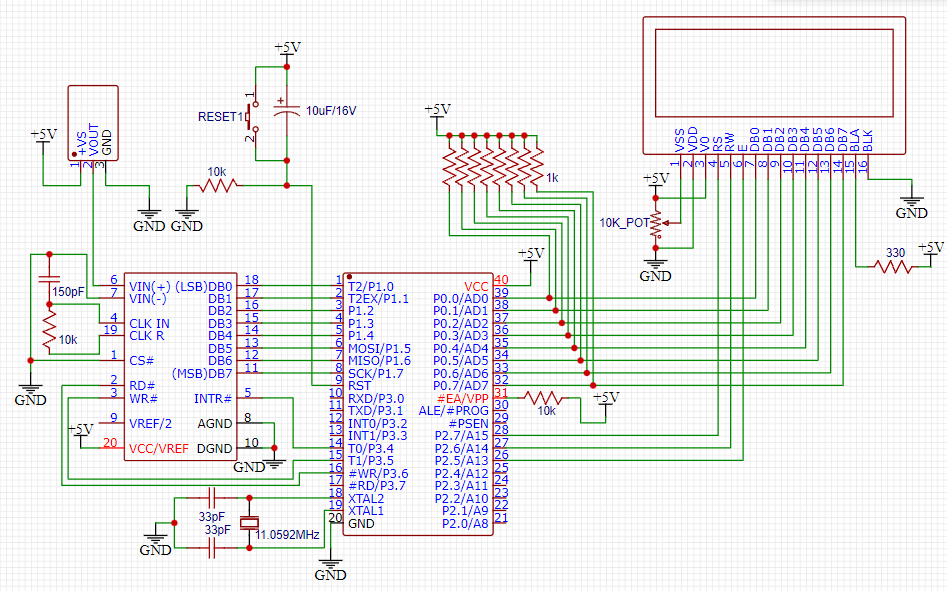 +5V
+VS
VOUT
GND
1
2
3
GND
+5V
RESET1
1
2
10uF/16V
10k
GND
+5V
1k
VSS
VDD
V0
RS
RW
E
DB0
DB1
DB2
DB3
DB4
DB5
DB6
DB7
BLA
BLK
1
2
3
4
5
6
7
8
9
10
11
12
13
14
15
16
+5V
10K_POT
GND
GND
330
+5V
150pF
10k
GND
6 VIN(+) (LSB)DB0 18
7 VIN(-) DB1 17
DB2 16
4 CLK IN DB3 15
19 CLK R DB4 14
DB5 13
1 CS# DB6 12
(MSB)DB7 11
2 RD#
3 WR# INTR# 5
9 VREF/2 AGND 8
20 VCC/VREF DGND 10
+5V
GND
+5V
1 T2/P1.0 VCC 40
2 T2EX/P1.1 P0.0/AD0 39
3 P1.2 P0.1/AD1 38
4 P1.3 P0.2/AD2 37
5 P1.4 P0.3/AD3 36
6 MOSI/P1.5 P0.4/AD4 35
7 MISO/P1.6 P0.5/AD5 34
8 SCK/P1.7 P0.6/AD6 33
9 RST P0.7/AD7 32
10 RXD/P3.0 #EA/VPP 31
11 TXD/P3.1 ALE/#PROG 30
12 INT0/P3.2 #PSEN 29
13 INT1/P3.3 P2.7/A15 28
14 T0/P3.4 P2.6/A14 27
15 T1/P3.5 P2.5/A13 26
16 #WR/P3.6 P2.4/A12 25
17 #RD/P3.7 P2.3/A11 24
18 XTAL2 P2.2/A10 23
19 XTAL1 P2.1/A9 22
20 GND P2.0/A8 21
10k
+5V
33pF
33pF
11.0592MHz
GND
GND